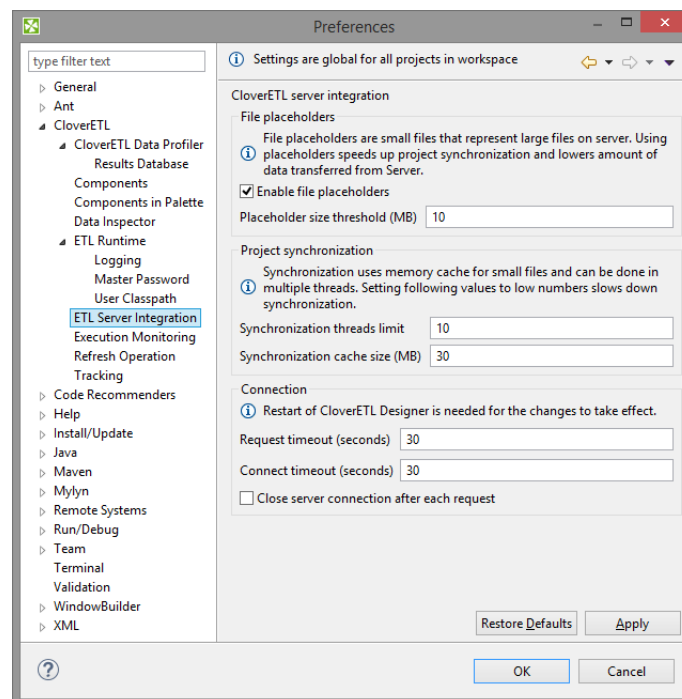 Preferences
type filter text
General
Ant
CloverETL
CloverETL Data Profiler
Results Database
Components
Components in Palette
Data Inspector
ETL Runtime
Logging
Master Password
User Classpath
ETL Server Integration
Execution Monitoring
Refresh Operation
Tracking
Code Recommenders
Help
Install/Update
Java
Maven
Mylyn
Remote Systems
Run/Debug
Team
Terminal
Validation
WindowBuilder
XML
Settings are global for all projects in workspace
CloverETL server integration
File placeholders
File placeholders are small files that represent large files on server. Using
placeholders speeds up project synchronization and lowers amount of
data transferred from Server.
Enable file placeholders
Placeholder size threshold (MB) 10
Project synchronization
Synchronization uses memory cache for small files and can be done in
multiple threads. Setting following values to low numbers slows down
synchronization.
Synchronization threads limit 10
Synchronization cache size (MB) 30
Connection
Restart of CloverETL Designer is needed for the changes to take effect.
Request timeout (seconds) 30
Connect timeout (seconds) 30
Close server connection after each request
Restore Defaults Apply
OK Cancel